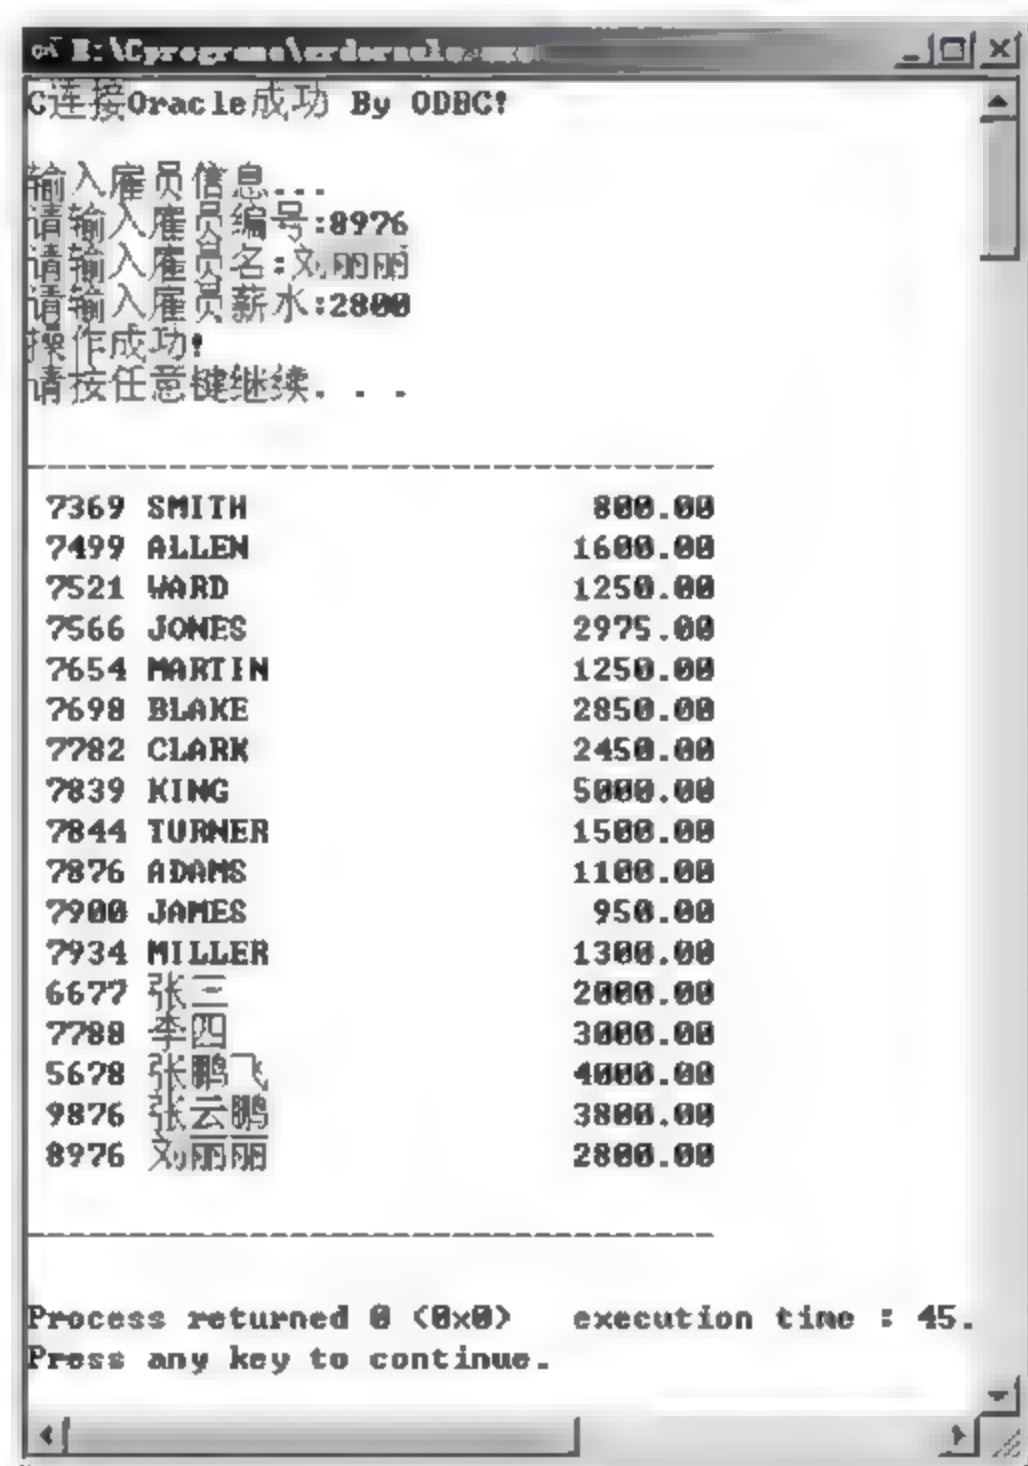 C连接Oracle成功 By ODBC!
输入雇员信息...
请输入雇员编号:8976
请输入雇员名:刘丽丽
请输入雇员薪水:2800
操作成功!
请按任意键继续. . .
----------------------------------
7369 SMITH 800.00
7499 ALLEN 1600.00
7521 WARD 1250.00
7566 JONES 2975.00
7654 MARTIN 1250.00
7698 BLAKE 2850.00
7782 CLARK 2450.00
7839 KING 5000.00
7844 TURNER 1500.00
7876 ADAMS 1100.00
7900 JAMES 950.00
7934 MILLER 1300.00
6677 张三 2000.00
7788 李四 3000.00
5678 张鹏飞 4000.00
9876 张云鹏 3800.00
8976 刘丽丽 2800.00
----------------------------------
Process returned 0 (0x0) execution time : 45.
Press any key to continue.